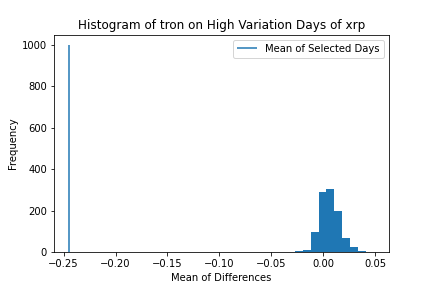 Histogram of tron on High Variation Days of xrp
Mean of Selected Days
Frequency
1000
800
600
400
200
0
−0.25 −0.20 −0.15 −0.10 −0.05 0.00 0.05
Mean of Differences